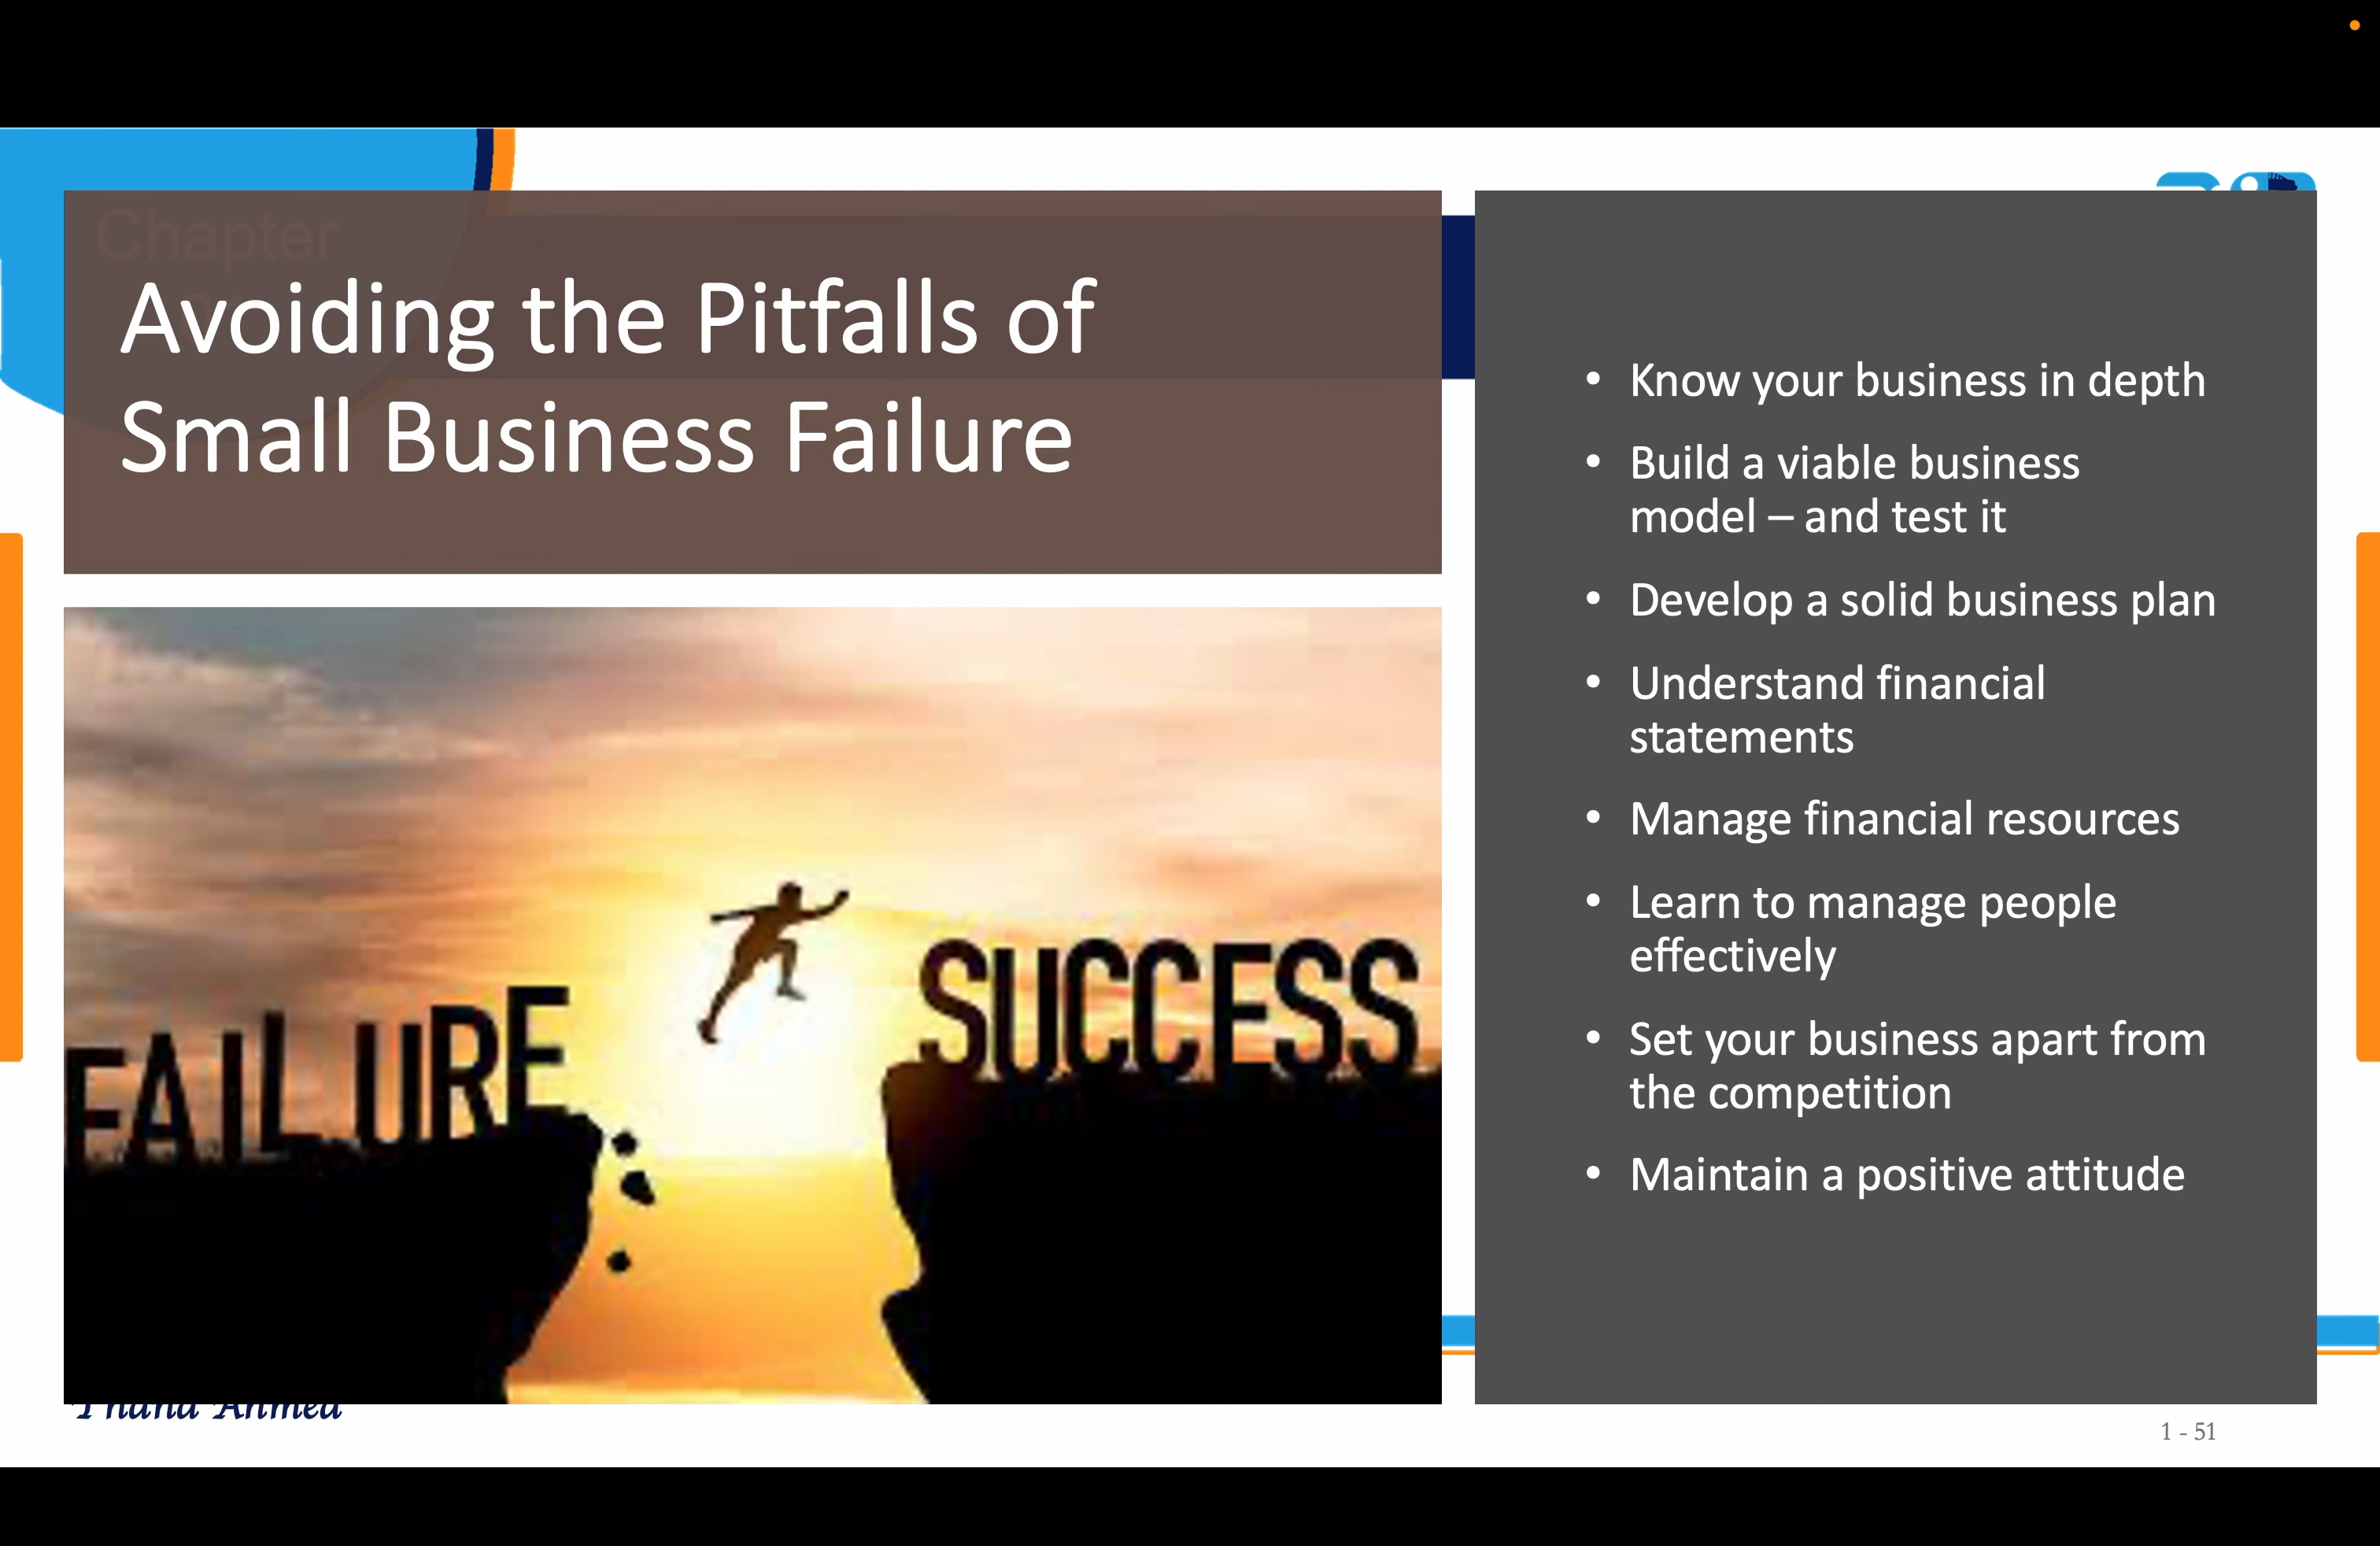 Chapter
Avoiding the Pitfalls of
Small Business Failure
• Know your business in depth
• Build a viable business
model – and test it
• Develop a solid business plan
• Understand financial
statements
• Manage financial resources
• Learn to manage people
effectively
• Set your business apart from
the competition
• Maintain a positive attitude
FAILURE
SUCCESS
Ahmed
1 - 51